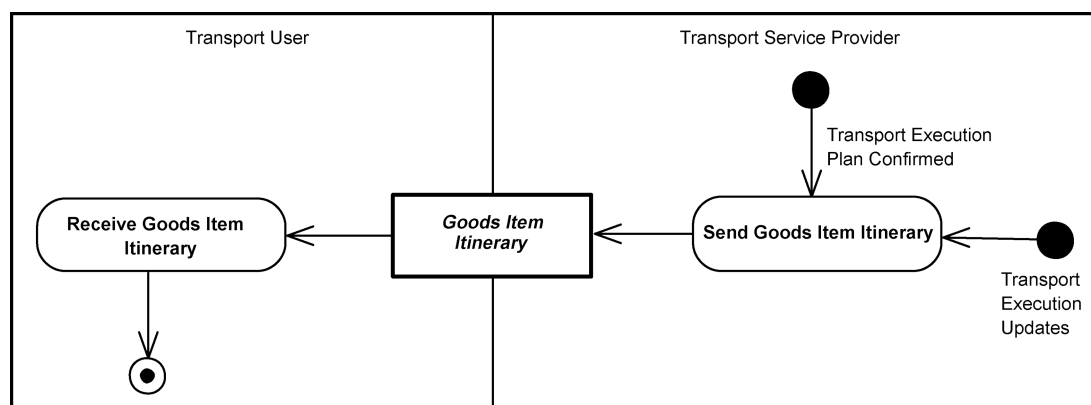 Transport User
Transport Service Provider
Transport Execution
Plan Confirmed
Receive Goods Item
Itinerary
Goods Item
Itinerary
Send Goods Item Itinerary
Transport
Execution
Updates